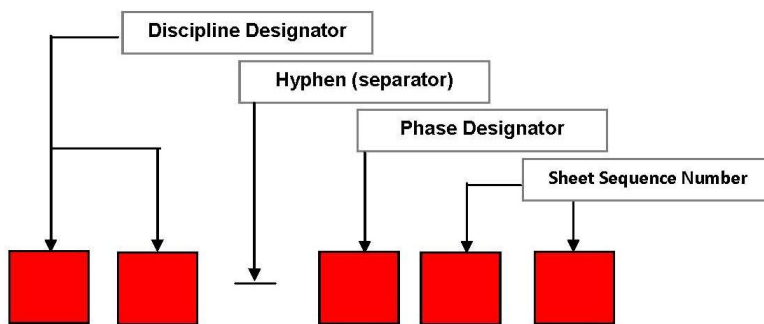 Discipline Designator
Hyphen (separator)
Phase Designator
Sheet Sequence Number